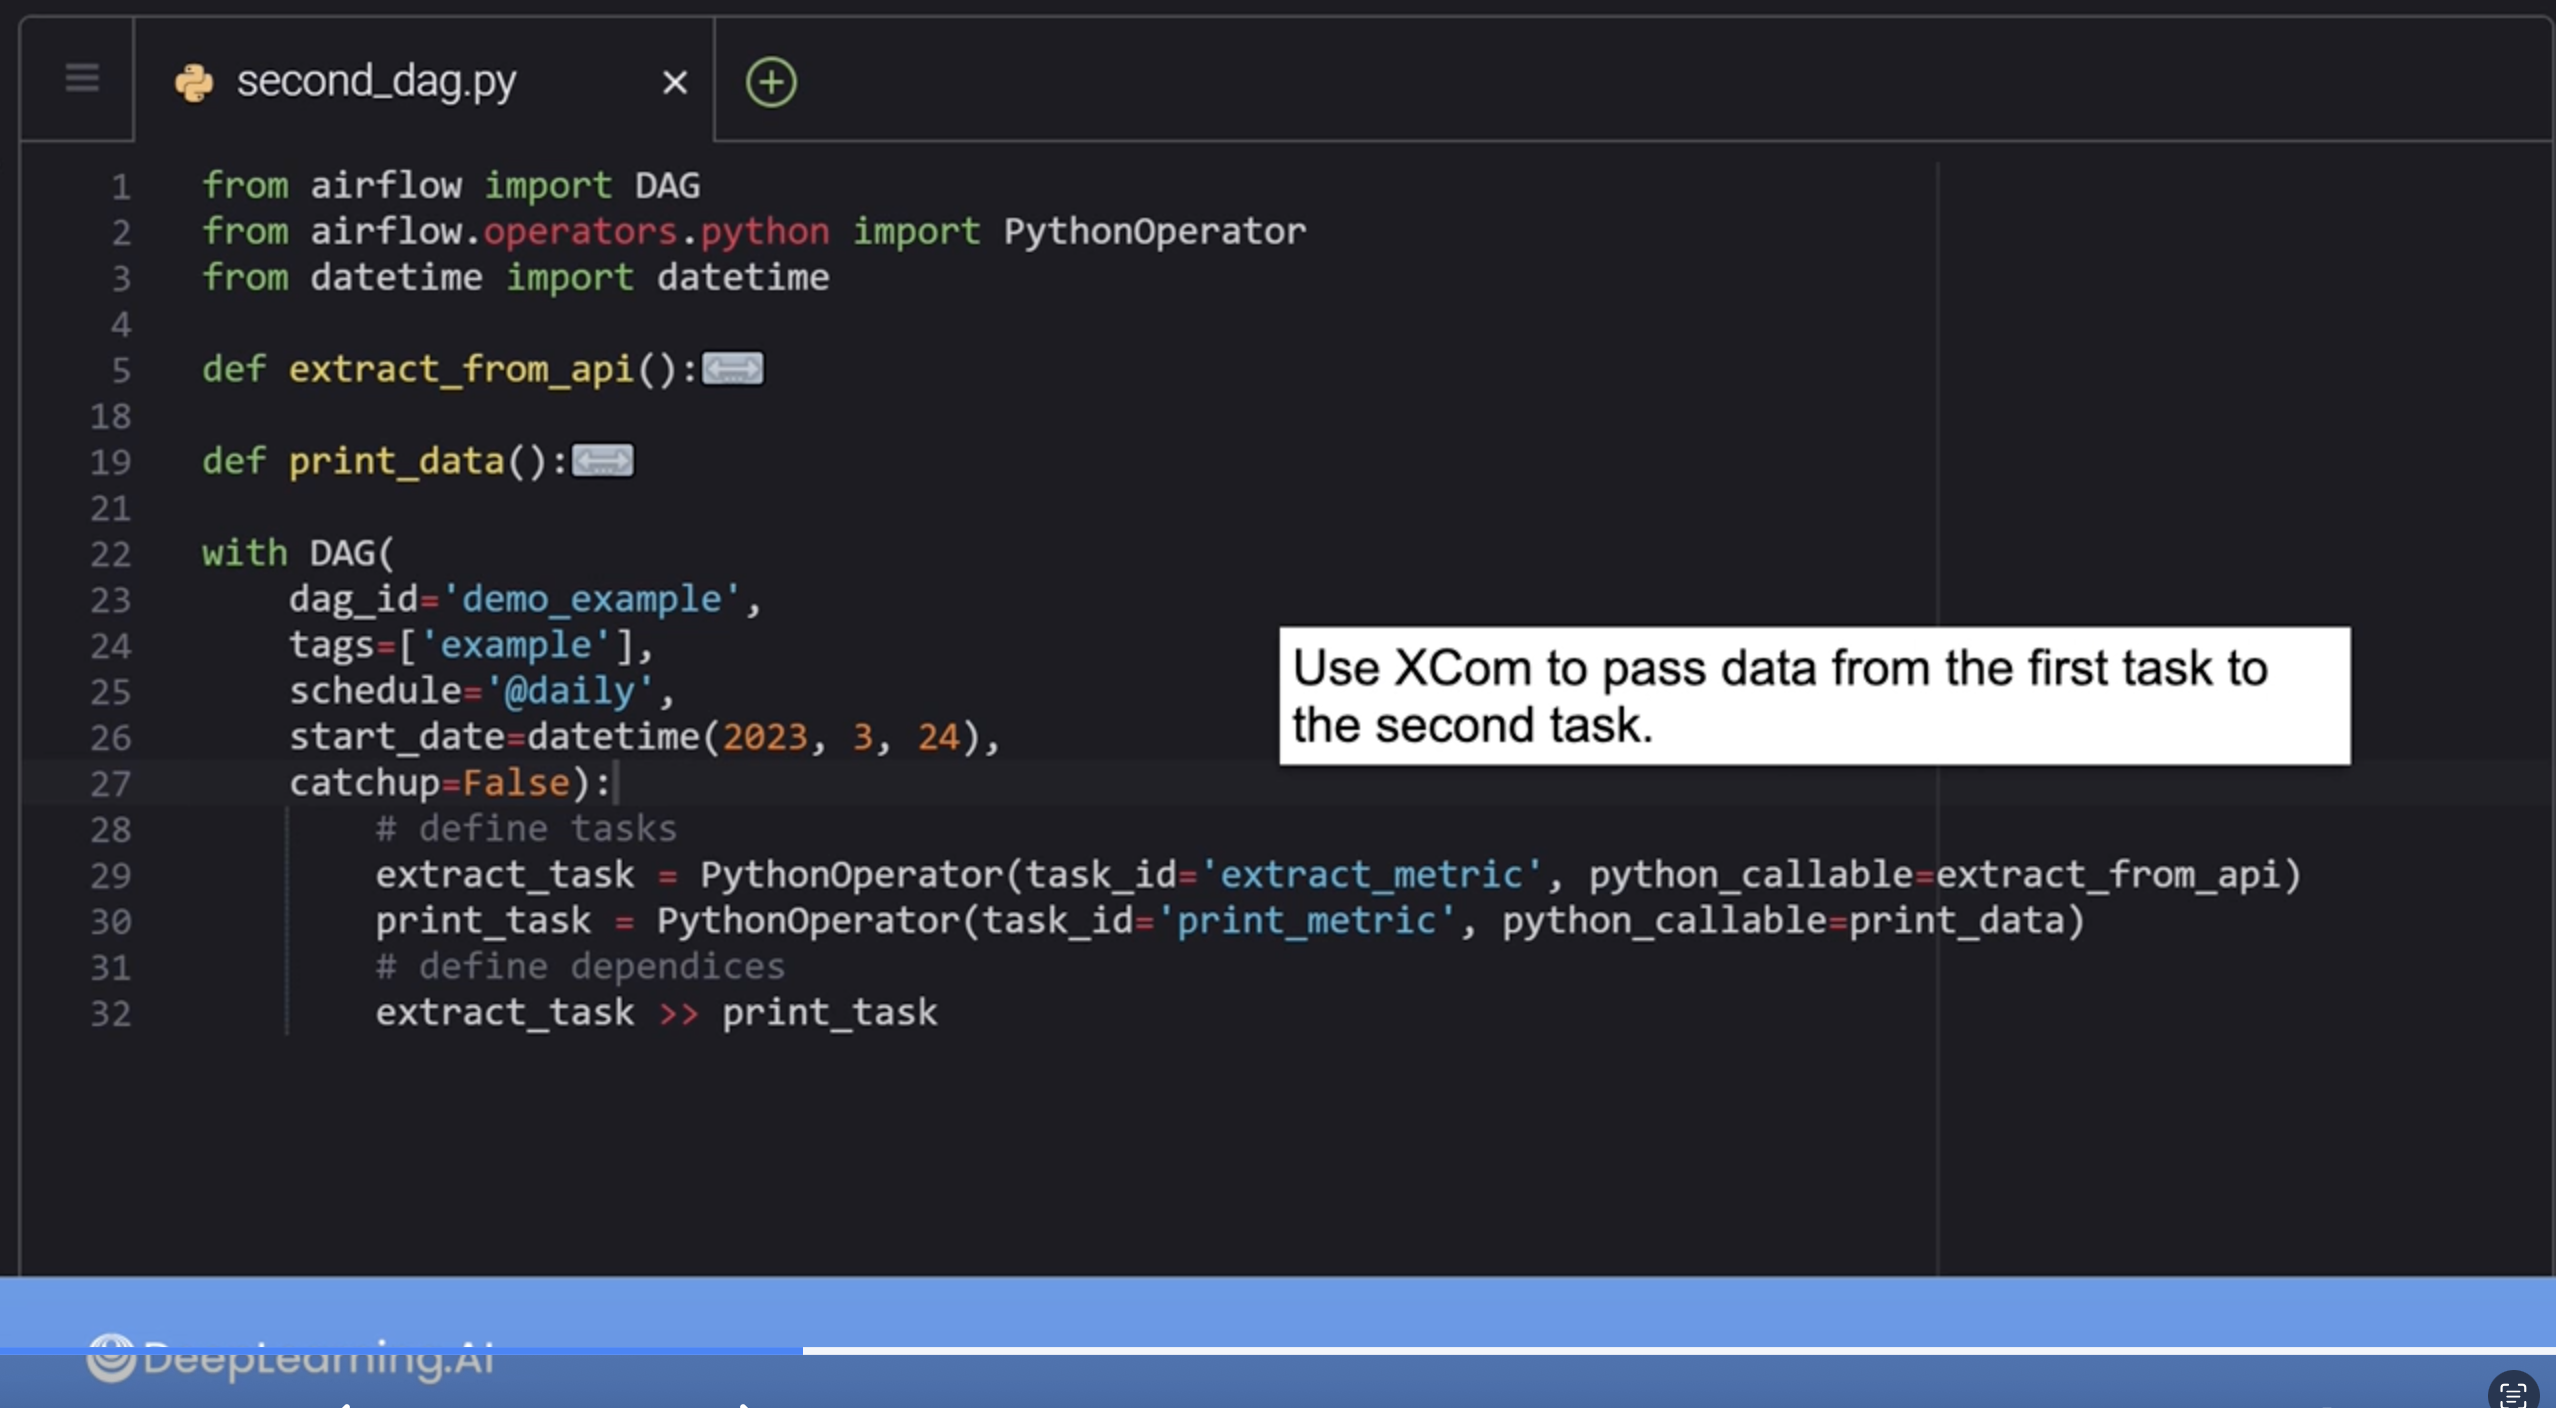 second_dag.py
1 from airflow import DAG
2 from airflow.operators.python import PythonOperator
3 from datetime import datetime
4
5 def extract_from_api():
18
19 def print_data():
21
22 with DAG(
23     dag_id='demo_example',
24     tags=['example'],
25     schedule='@daily',
26     start_date=datetime(2023, 3, 24),
27     catchup=False):
28         # define tasks
29         extract_task = PythonOperator(task_id='extract_metric', python_callable=extract_from_api)
30         print_task = PythonOperator(task_id='print_metric', python_callable=print_data)
31         # define dependices
32         extract_task >> print_task
Use XCom to pass data from the first task to
the second task.
DeepLearning.AI